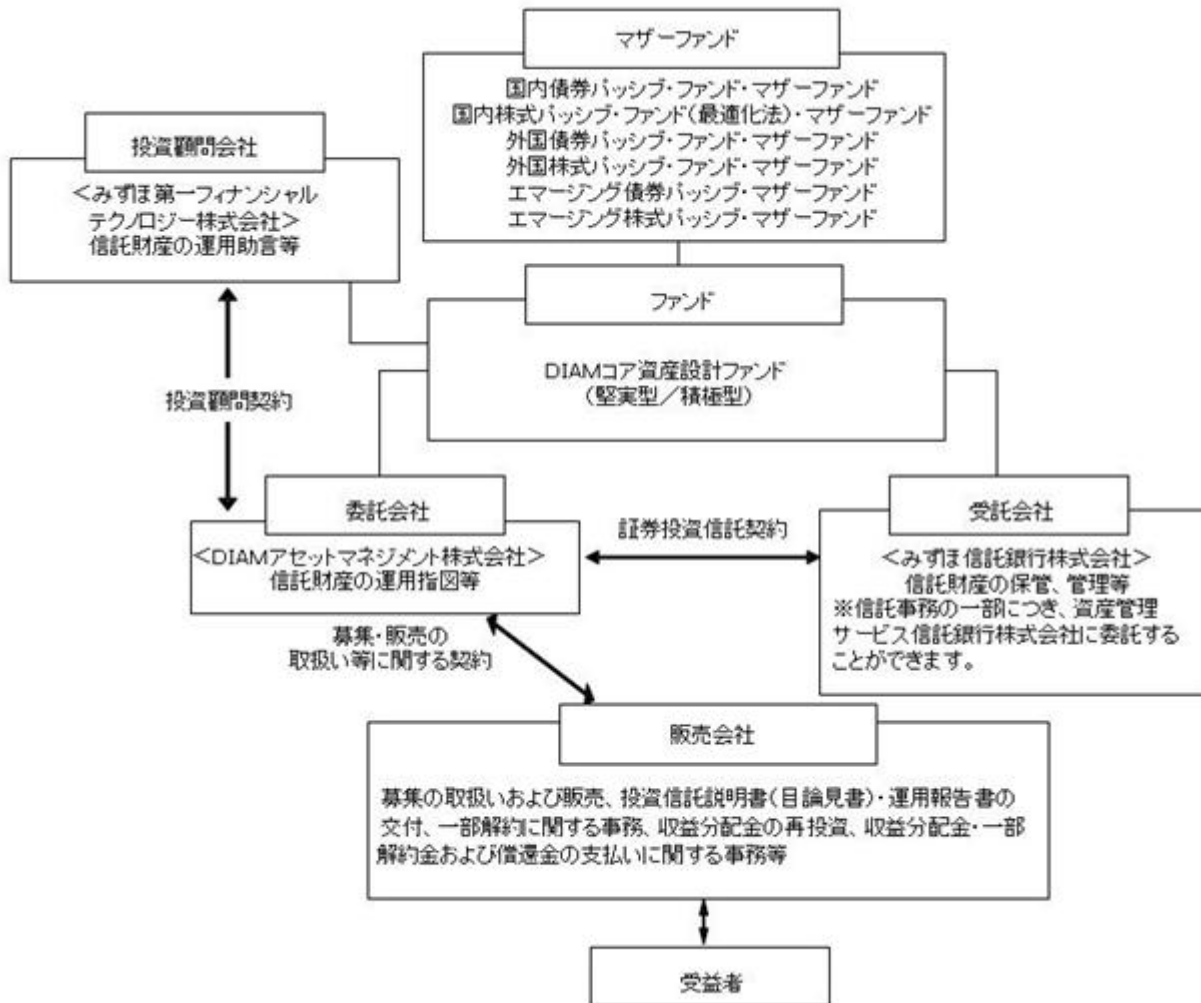 マザーファンド
国内債券パッシブ・ファンド・マザーファンド
国内株式パッシブ・ファンド(最適化法)・マザーファンド
外国債券パッシブ・ファンド・マザーファンド
外国株式パッシブ・ファンド・マザーファンド
エマージング債券パッシブ・マザーファンド
エマージング株式パッシブ・マザーファンド
投資顧問会社
<みずほ第一フィナンシャル
テクノロジー株式会社>
信託財産の運用助言等
ファンド
DIAMコア資産設計ファンド
(堅実型/積極型)
投資顧問契約
委託会社
<DIAMアセットマネジメント株式会社>
信託財産の運用指図等
証券投資信託契約
受託会社
<みずほ信託銀行株式会社>
信託財産の保管、管理等
※信託事務の一部につき、資産管理
サービス信託銀行株式会社に委託する
ことができます。
募集・販売の
取扱い等に関する契約
販売会社
募集の取扱いおよび販売、投資信託説明書(目論見書)・運用報告書の
交付、一部解約に関する事務、収益分配金の再投資、収益分配金・一部
解約金および償還金の支払いに関する事務等
受益者